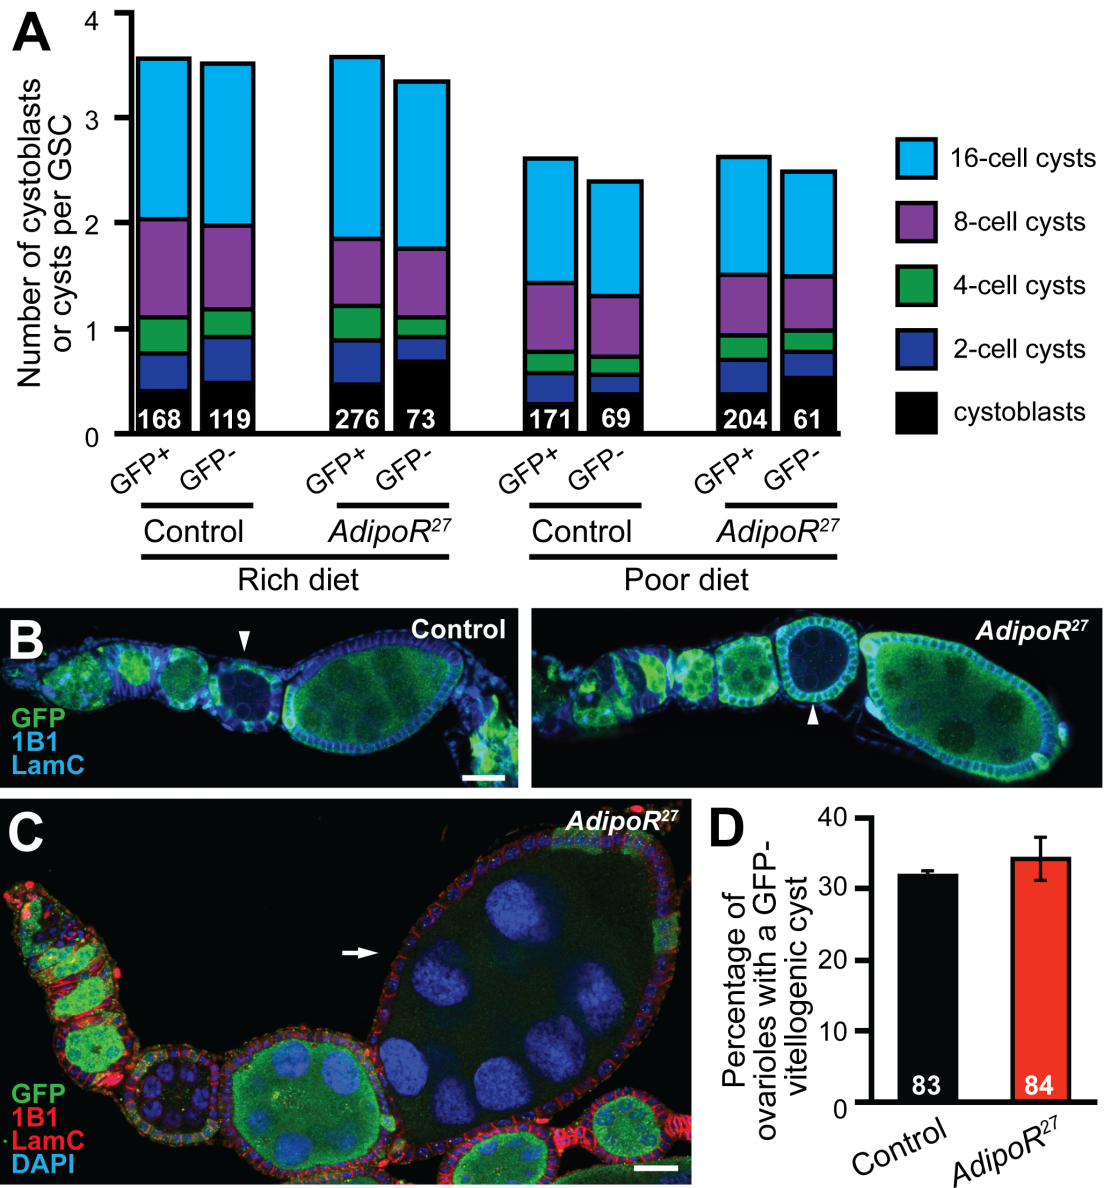 A
Number of cystoblasts
or cysts per GSC
4
3
2
1
0
168
119
276
73
171
69
204
61
GFP+
GFP-
GFP+
GFP-
GFP+
GFP-
GFP+
GFP-
Control
AdipoR27
Control
AdipoR27
Rich diet
Poor diet
16-cell cysts
8-cell cysts
4-cell cysts
2-cell cysts
cystoblasts
B
Control
GFP
1B1
LamC
AdipoR27
C
AdipoR27
GFP
1B1
LamC
DAPI
D
Percentage of
ovarioles with a GFP-
vitellogenic cyst
40
30
20
10
0
83
84
Control
AdipoR27